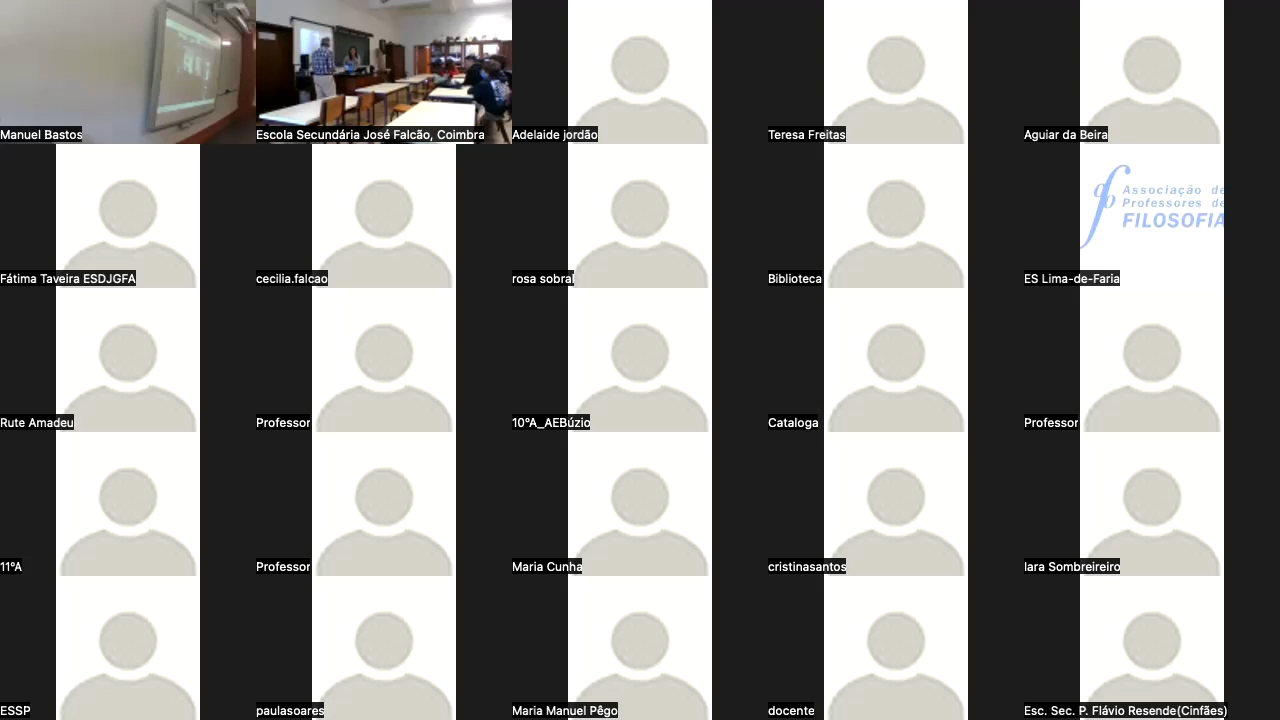 Manuel Bastos
Escola Secundária José Falcão, Coimbra
Adelaide jordão
Teresa Freitas
Aguiar da Beira
Fátima Taveira ESDJGFA
cecilia.falcao
rosa sobral
Biblioteca
Associação de
Professores de
FILOSOFIA
ES Lima-de-Faria
Rute Amadeu
Professor
10ºA_AEBúzio
Cataloga
Professor
11ºA
Professor
Maria Cunha
cristinasantos
Iara Sombreireiro
ESSP
paulasoares
Maria Manuel Pêgo
docente
Esc. Sec. P. Flávio Resende(Cinfães)